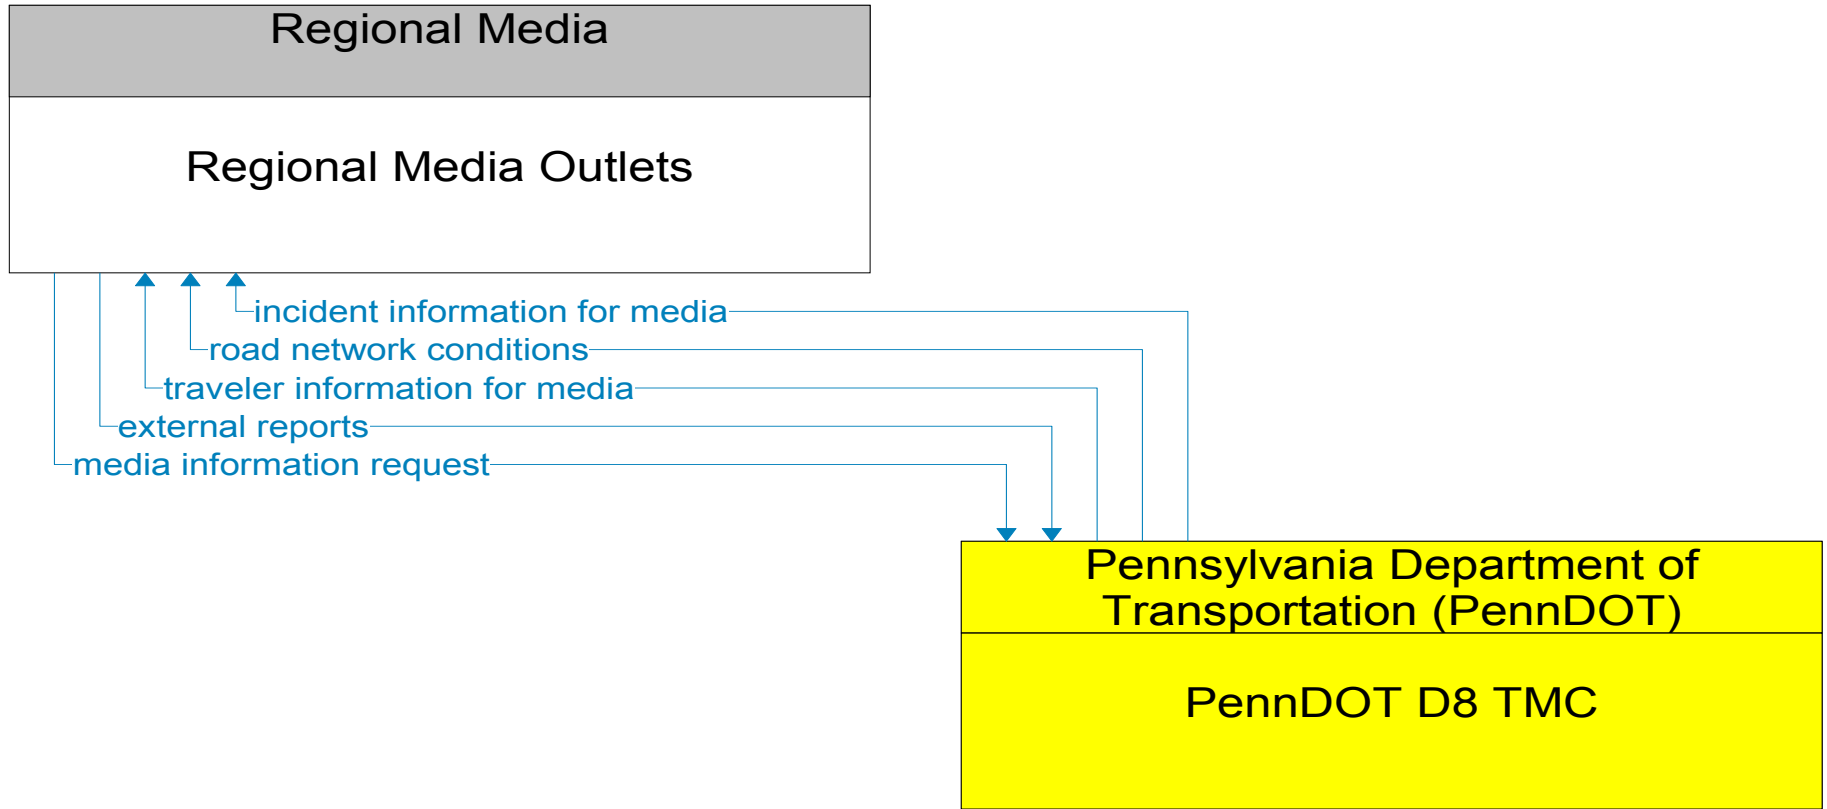 Regional Media
Regional Media Outlets
incident information for media
road network conditions
traveler information for media
external reports
media information request
Pennsylvania Department of
Transportation (PennDOT)
PennDOT D8 TMC